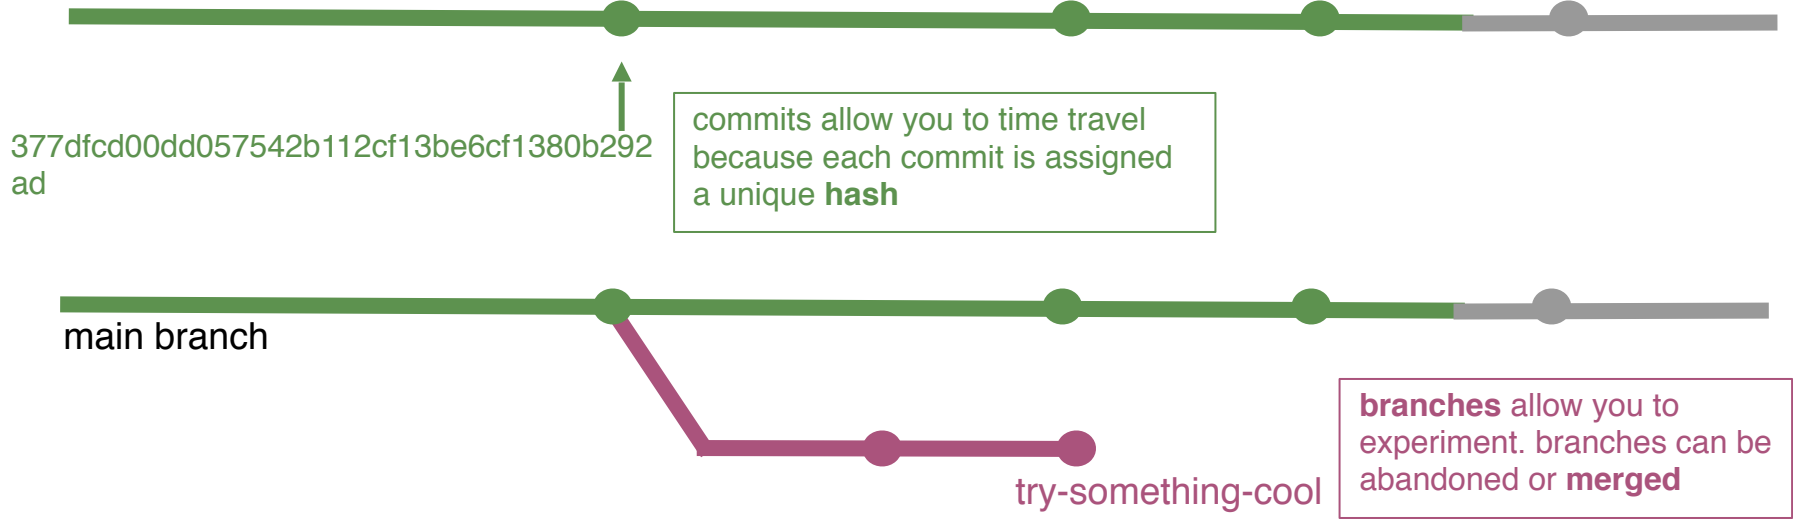 377dfcd00dd057542b112cf13be6cf1380b292
ad
commits allow you to time travel
because each commit is assigned
a unique hash
main branch
try-something-cool
branches allow you to
experiment. branches can be
abandoned or merged